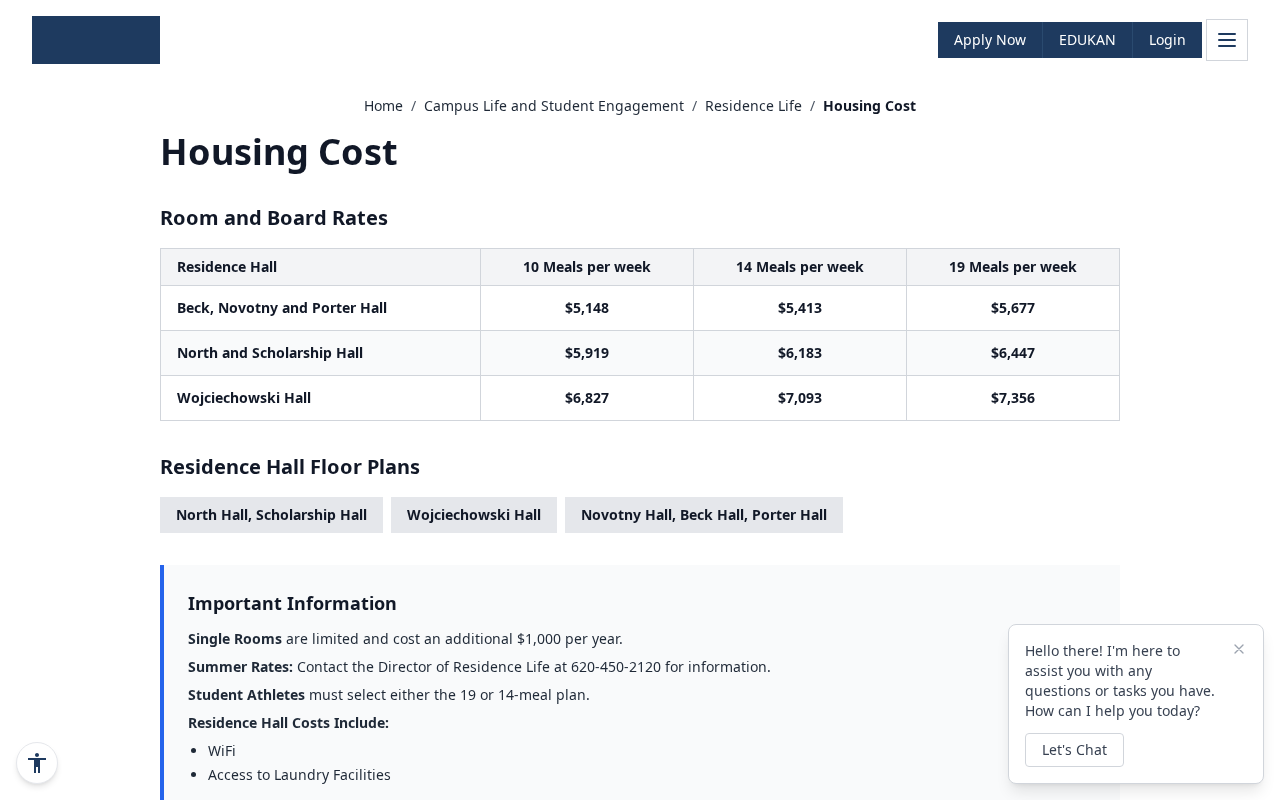 Apply Now EDUKAN Login
Home / Campus Life and Student Engagement / Residence Life / Housing Cost
Housing Cost
Room and Board Rates
Residence Hall 10 Meals per week 14 Meals per week 19 Meals per week
Beck, Novotny and Porter Hall $5,148 $5,413 $5,677
North and Scholarship Hall $5,919 $6,183 $6,447
Wojciechowski Hall $6,827 $7,093 $7,356
Residence Hall Floor Plans
North Hall, Scholarship Hall Wojciechowski Hall Novotny Hall, Beck Hall, Porter Hall
Important Information
Single Rooms are limited and cost an additional $1,000 per year.
Summer Rates: Contact the Director of Residence Life at 620-450-2120 for information.
Student Athletes must select either the 19 or 14-meal plan.
Residence Hall Costs Include:
• WiFi
• Access to Laundry Facilities
Hello there! I'm here to
assist you with any
questions or tasks you have.
How can I help you today?
Let's Chat